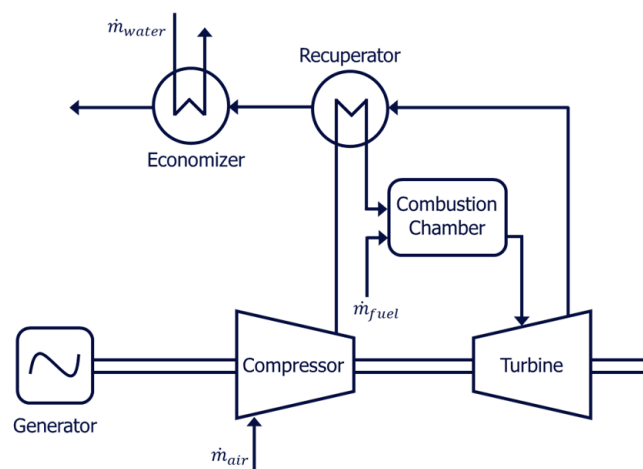 ṁ_water
Recuperator
Economizer
Combustion
Chamber
ṁ_fuel
Compressor
Turbine
Generator
ṁ_air